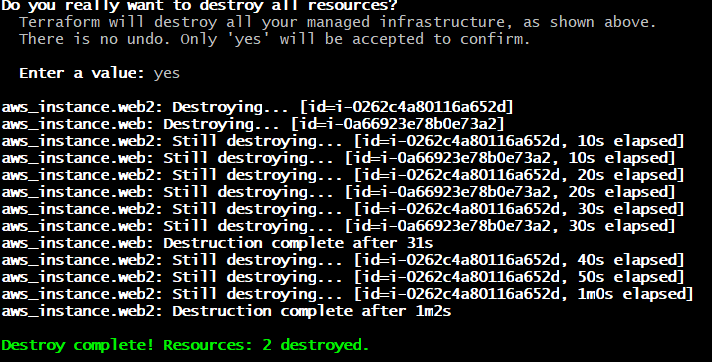 Do you really want to destroy all resources?
Terraform will destroy all your managed infrastructure, as shown above.
There is no undo. Only 'yes' will be accepted to confirm.
Enter a value: yes
aws_instance.web2: Destroying... [id=i-0262c4a80116a652d]
aws_instance.web: Destroying... [id=i-0a66923e78b0e73a2]
aws_instance.web2: Still destroying... [id=i-0262c4a80116a652d, 10s elapsed]
aws_instance.web: Still destroying... [id=i-0a66923e78b0e73a2, 10s elapsed]
aws_instance.web2: Still destroying... [id=i-0262c4a80116a652d, 20s elapsed]
aws_instance.web: Still destroying... [id=i-0a66923e78b0e73a2, 20s elapsed]
aws_instance.web2: Still destroying... [id=i-0262c4a80116a652d, 30s elapsed]
aws_instance.web: Still destroying... [id=i-0a66923e78b0e73a2, 30s elapsed]
aws_instance.web: Destruction complete after 31s
aws_instance.web2: Still destroying... [id=i-0262c4a80116a652d, 40s elapsed]
aws_instance.web2: Still destroying... [id=i-0262c4a80116a652d, 50s elapsed]
aws_instance.web2: Still destroying... [id=i-0262c4a80116a652d, 1m0s elapsed]
aws_instance.web2: Destruction complete after 1m2s
Destroy complete! Resources: 2 destroyed.